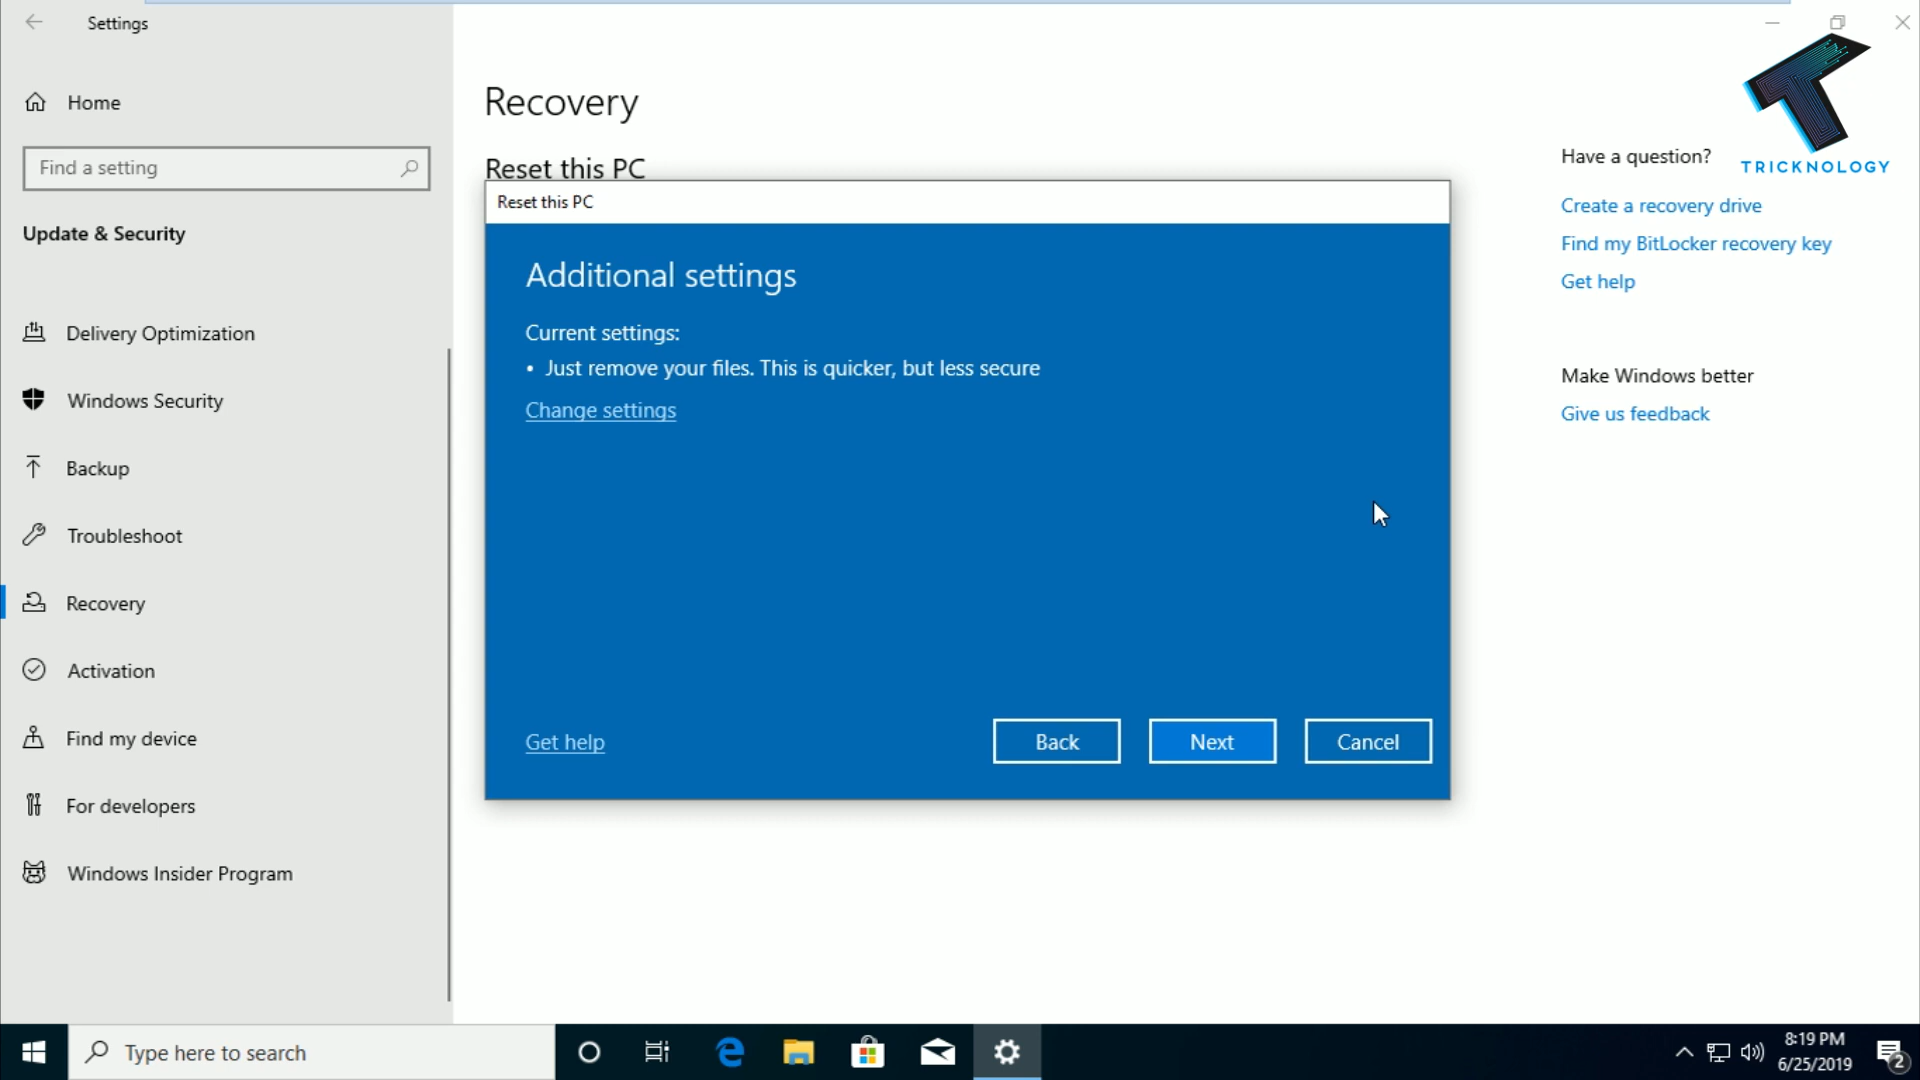 Settings
Home
Find a setting
Update & Security
Delivery Optimization
Windows Security
Backup
Troubleshoot
Recovery
Activation
Find my device
For developers
Windows Insider Program
Recovery
Reset this PC
Reset this PC
Additional settings
Current settings:
• Just remove your files. This is quicker, but less secure
Change settings
Get help
Back
Next
Cancel
TRICKNOLOGY
Have a question?
Create a recovery drive
Find my BitLocker recovery key
Get help
Make Windows better
Give us feedback
Type here to search
8:19 PM
6/25/2019
2